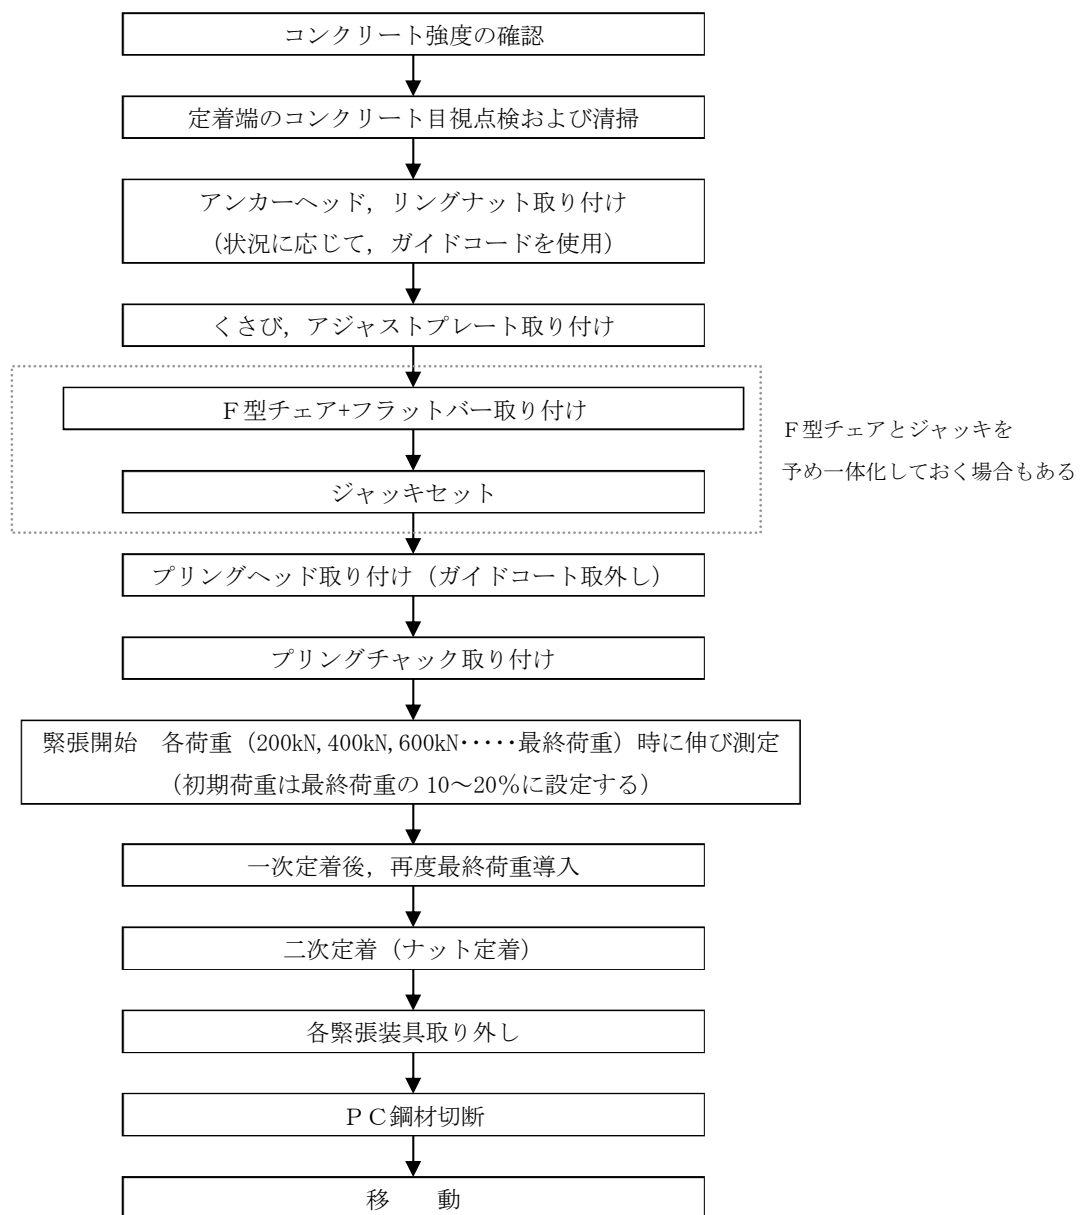 コンクリート強度の確認
定着端のコンクリート目視点検および清掃
アンカーヘッド，リングナット取り付け
（状況に応じて，ガイドコードを使用）
くさび，アジャストプレート取り付け
Ｆ型チェア+フラットバー取り付け
Ｆ型チェアとジャッキを
予め一体化しておく場合もある
ジャッキセット
プリングヘッド取り付け（ガイドコート取外し）
プリングチャック取り付け
緊張開始　各荷重（200kN,400kN,600kN･････最終荷重）時に伸び測定
（初期荷重は最終荷重の 10～20％に設定する）
一次定着後，再度最終荷重導入
二次定着（ナット定着）
各緊張装具取り外し
ＰＣ鋼材切断
移　　動